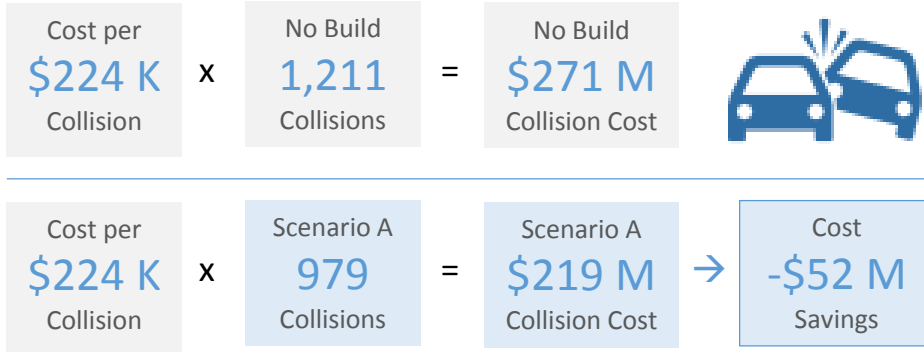 Cost per
$224 K
Collision
x
No Build
1,211
Collisions
=
No Build
$271 M
Collision Cost
Cost per
$224 K
Collision
x
Scenario A
979
Collisions
=
Scenario A
$219 M
Collision Cost
→
Cost
-$52 M
Savings